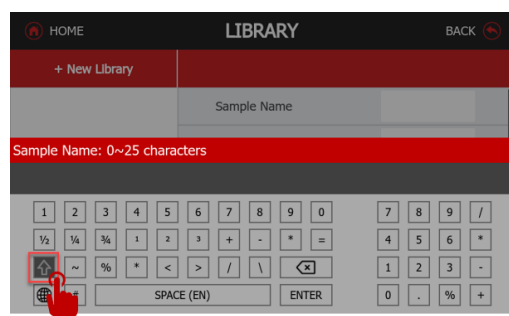 HOME LIBRARY BACK
+ New Library
Sample Name
Sample Name: 0~25 characters
1 2 3 4 5 6 7 8 9 0 7 8 9 /
½ ¼ ¾ ¹ ² ³ + - * = 4 5 6 *
~ % * < > / \ 1 2 3 -
# SPACE (EN) ENTER 0 . % +